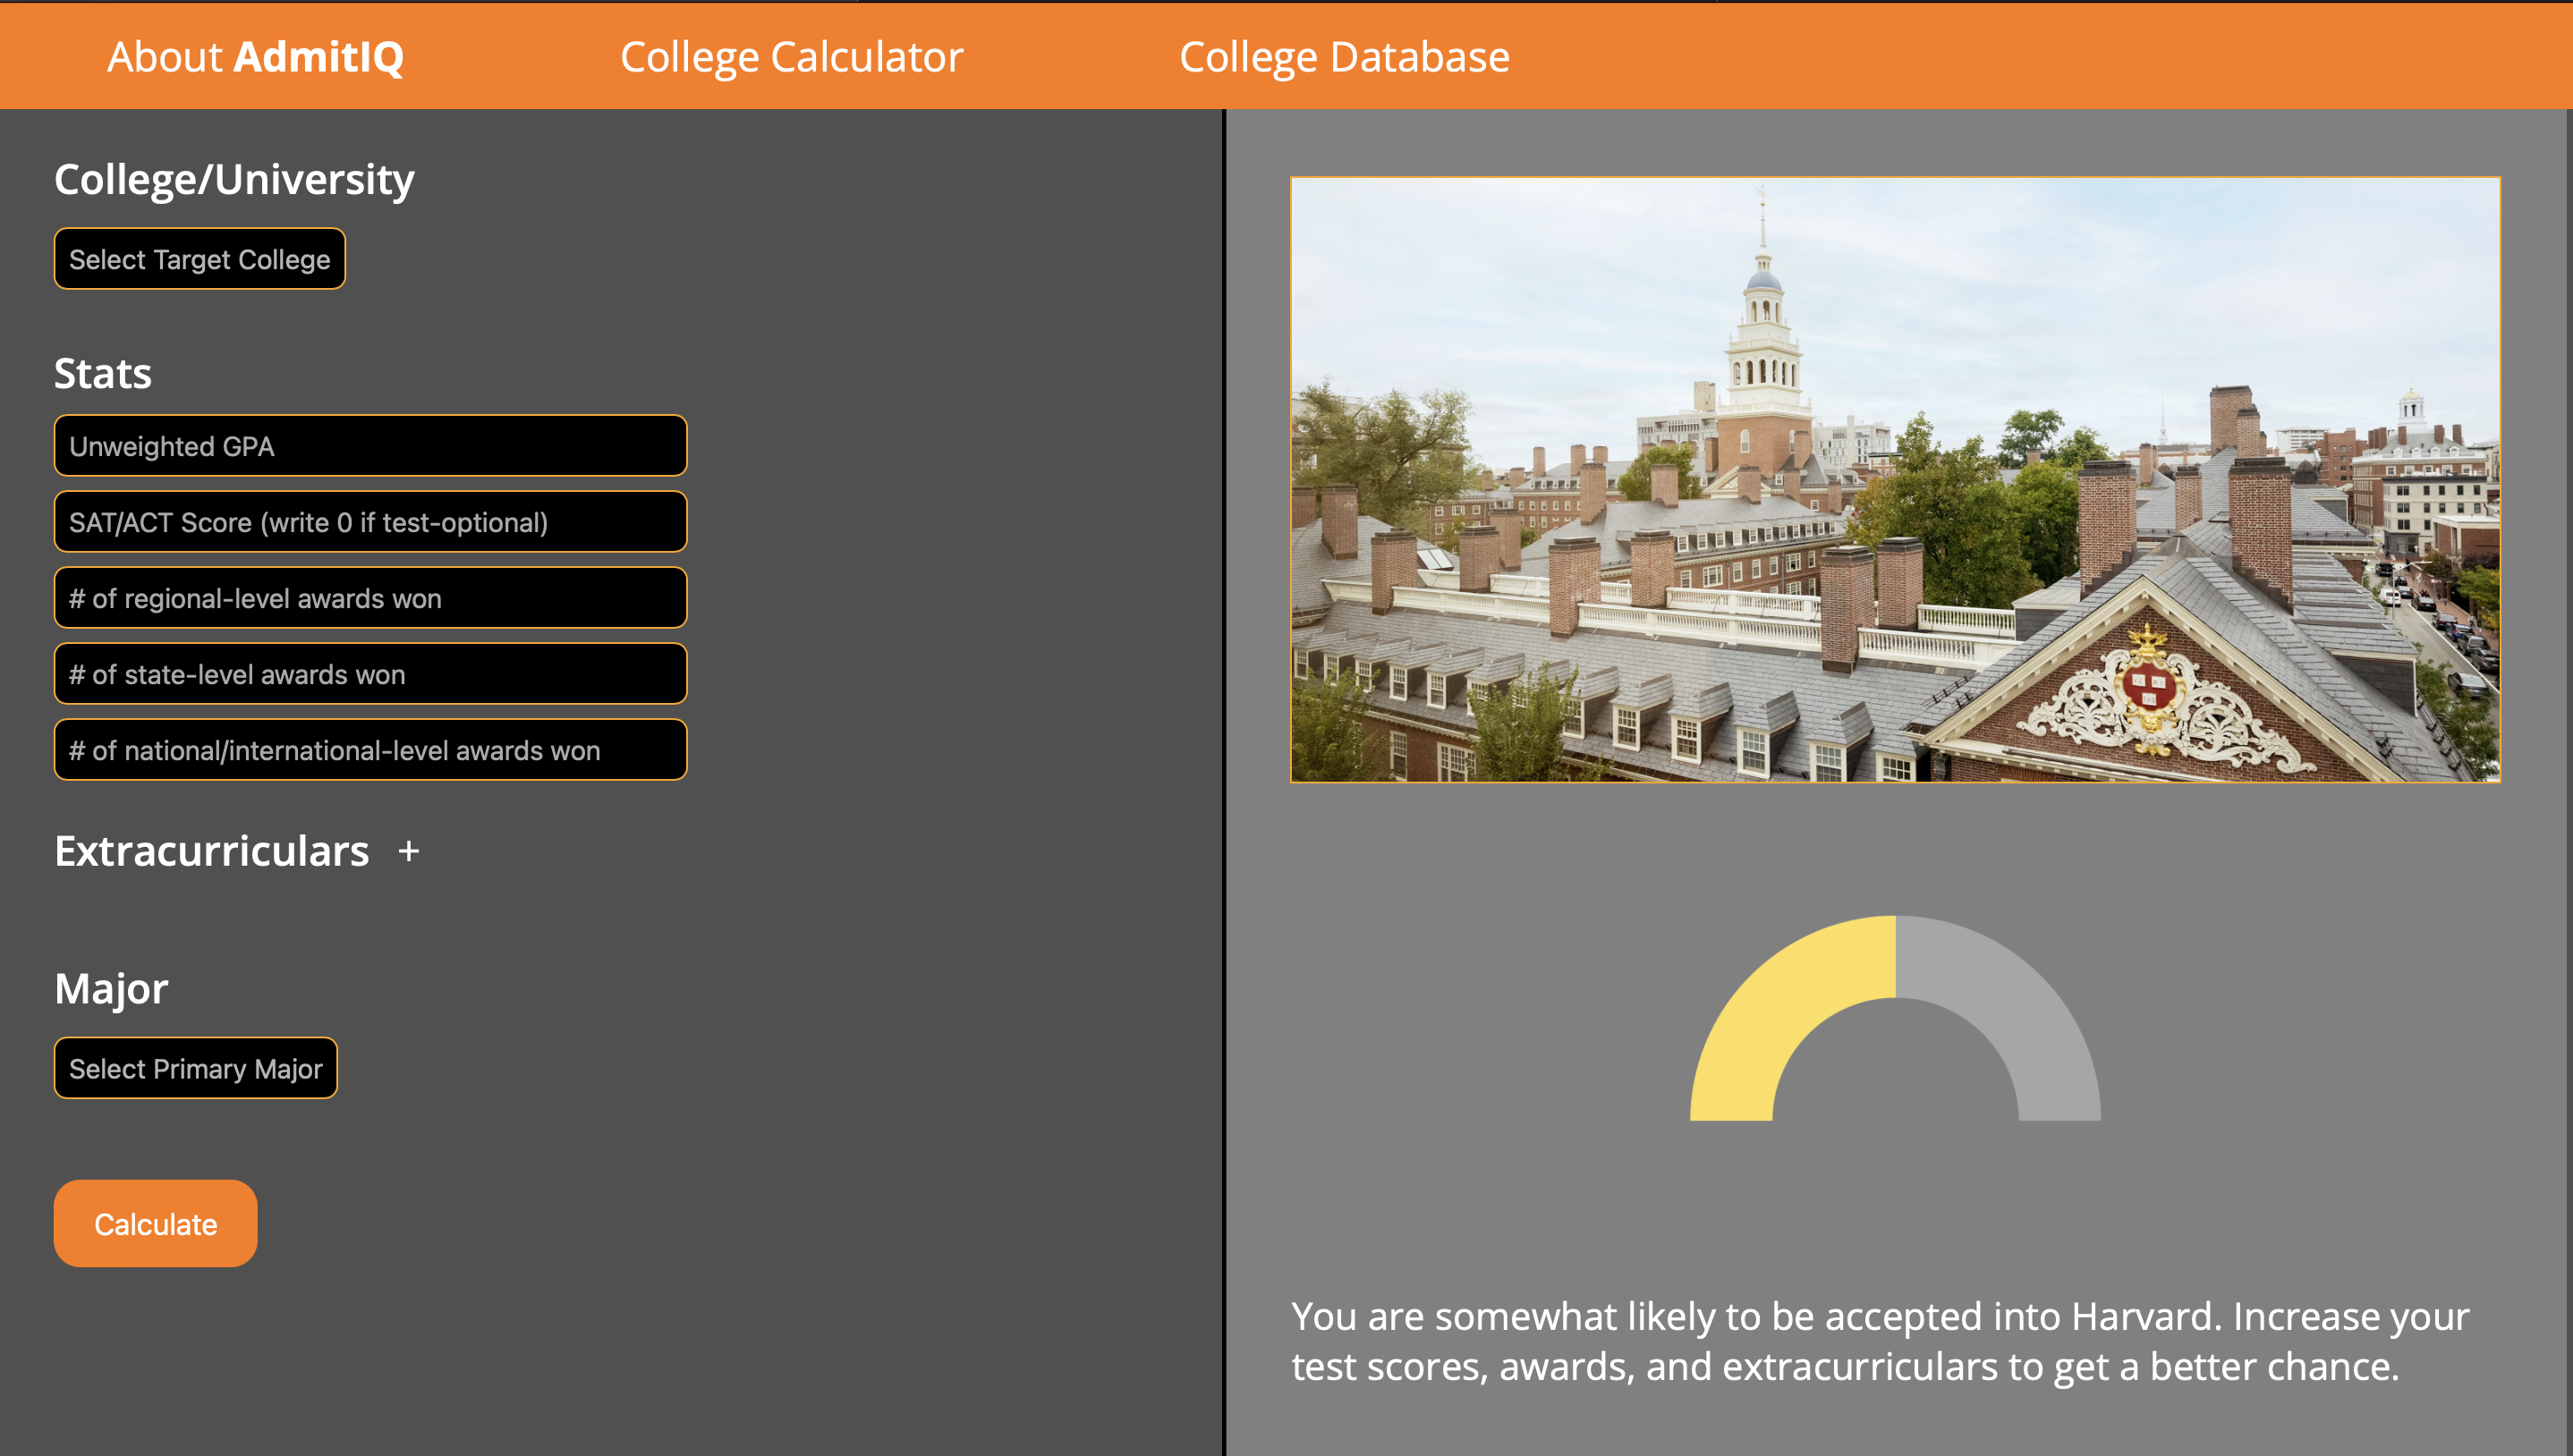 About AdmitIQ
College Calculator
College Database
College/University
Select Target College
Stats
Unweighted GPA
SAT/ACT Score (write 0 if test-optional)
# of regional-level awards won
# of state-level awards won
# of national/international-level awards won
Extracurriculars +
Major
Select Primary Major
Calculate
You are somewhat likely to be accepted into Harvard. Increase your
test scores, awards, and extracurriculars to get a better chance.